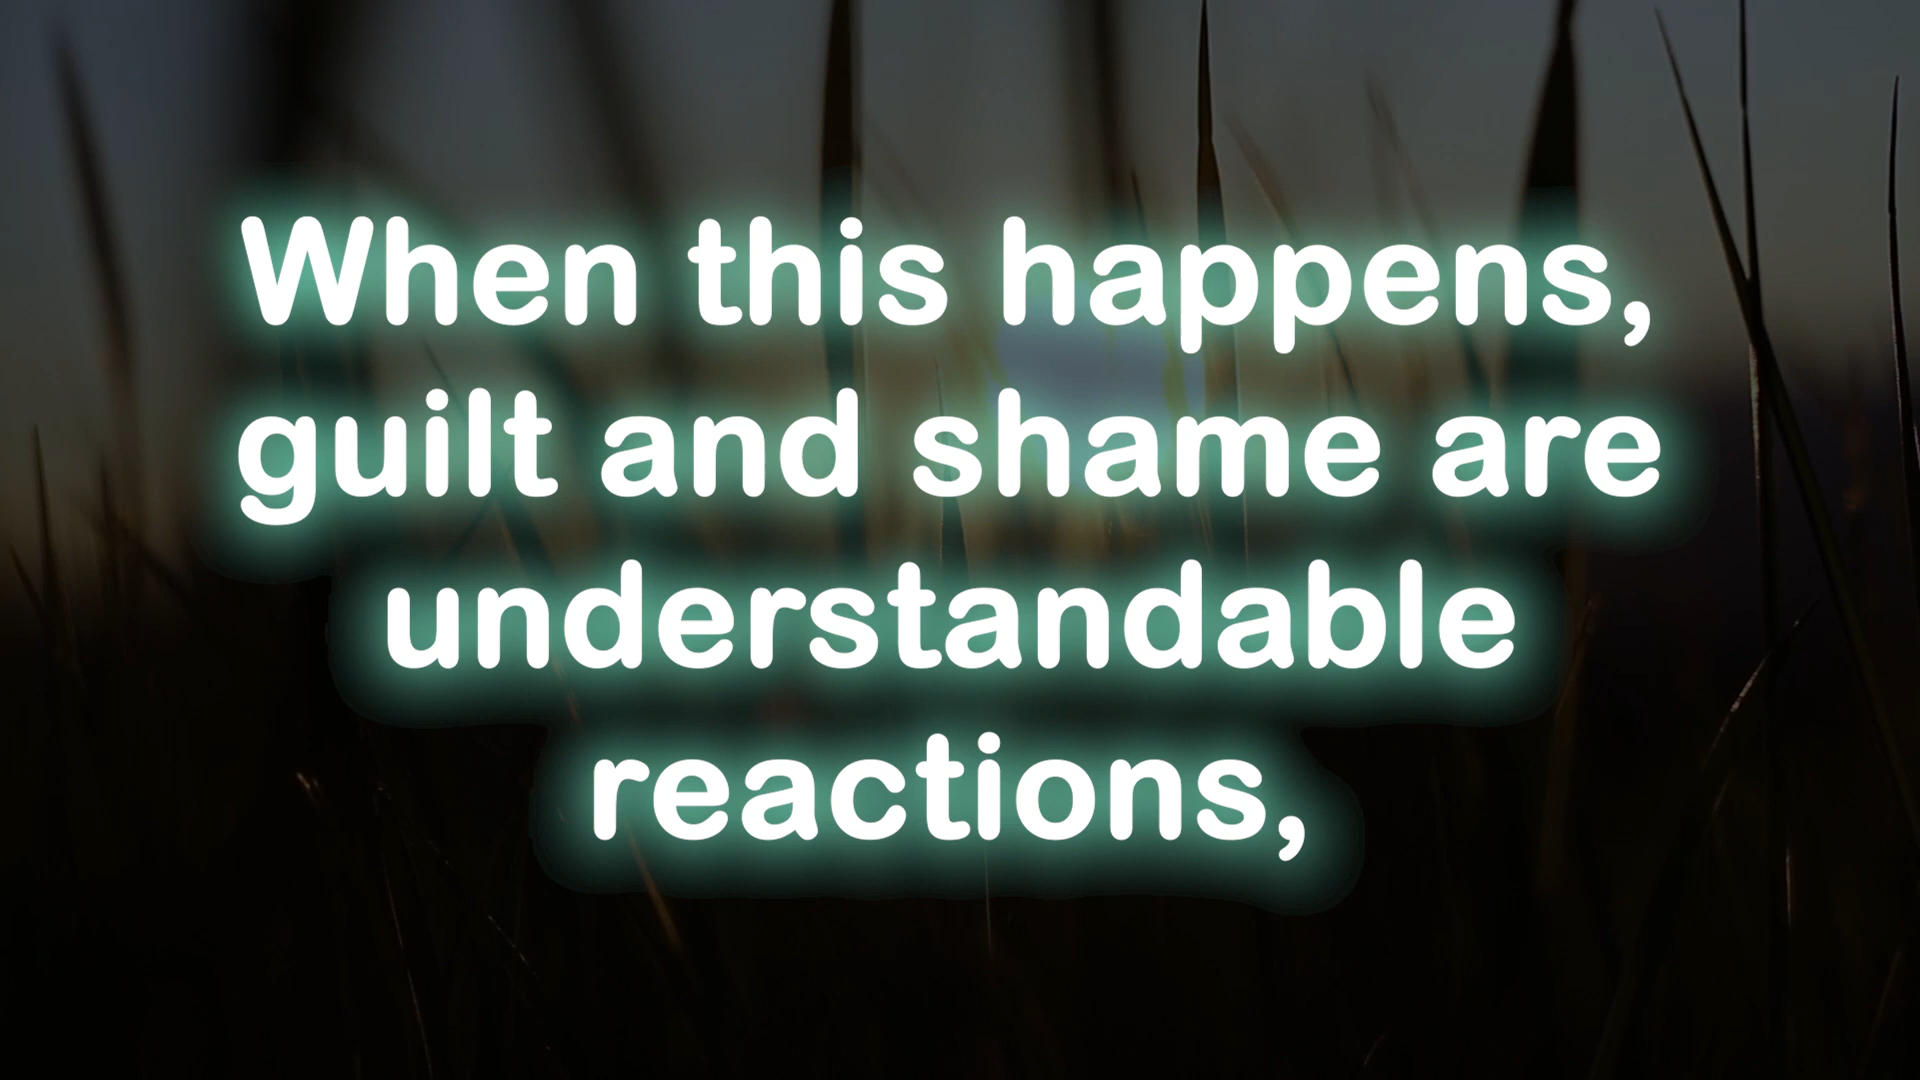 When this happens,
guilt and shame are
understandable
reactions,